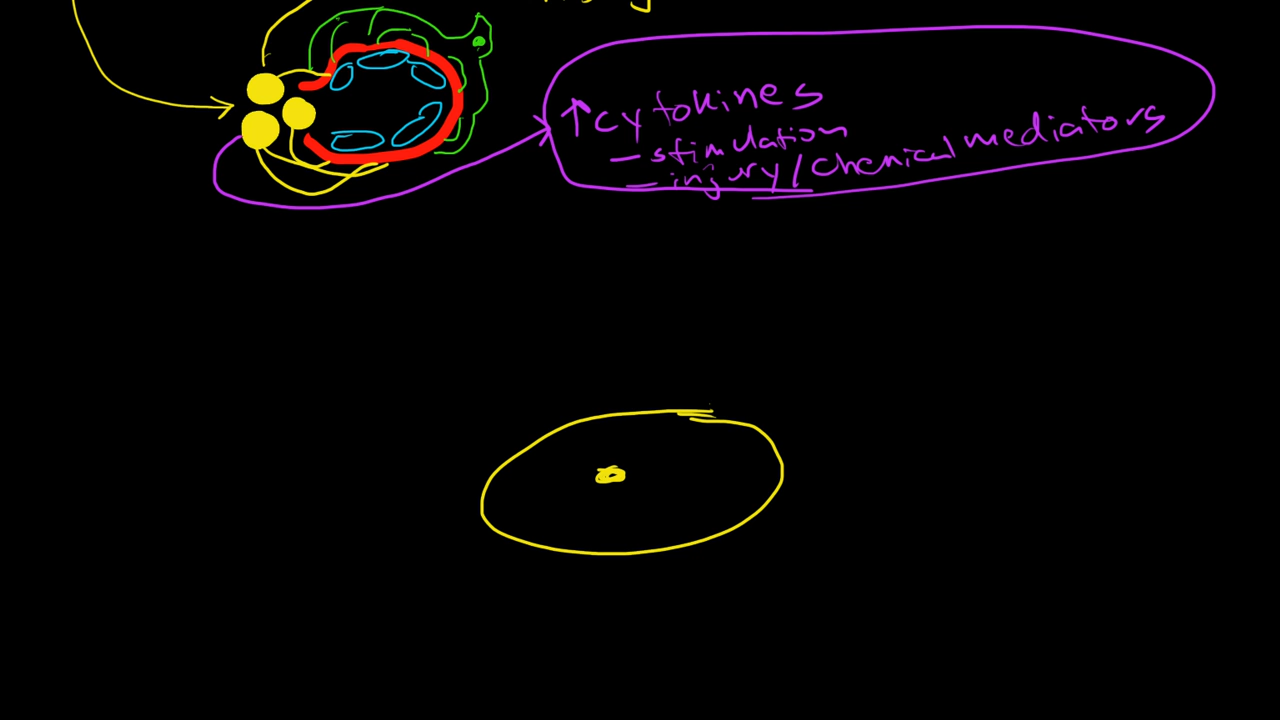 ↑cytokines
- stimulation
- injury/chemical mediators